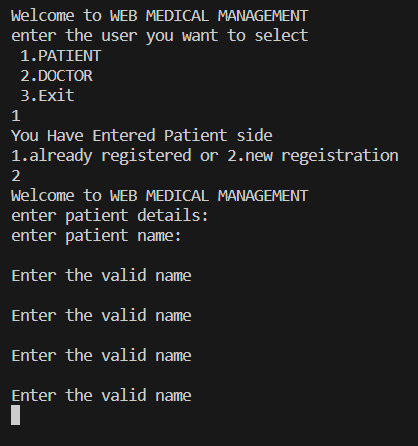 Welcome to WEB MEDICAL MANAGEMENT
enter the user you want to select
1.PATIENT
2.DOCTOR
3.Exit
1
You Have Entered Patient side
1.already registered or 2.new regeistration
2
Welcome to WEB MEDICAL MANAGEMENT
enter patient details:
enter patient name:
Enter the valid name
Enter the valid name
Enter the valid name
Enter the valid name